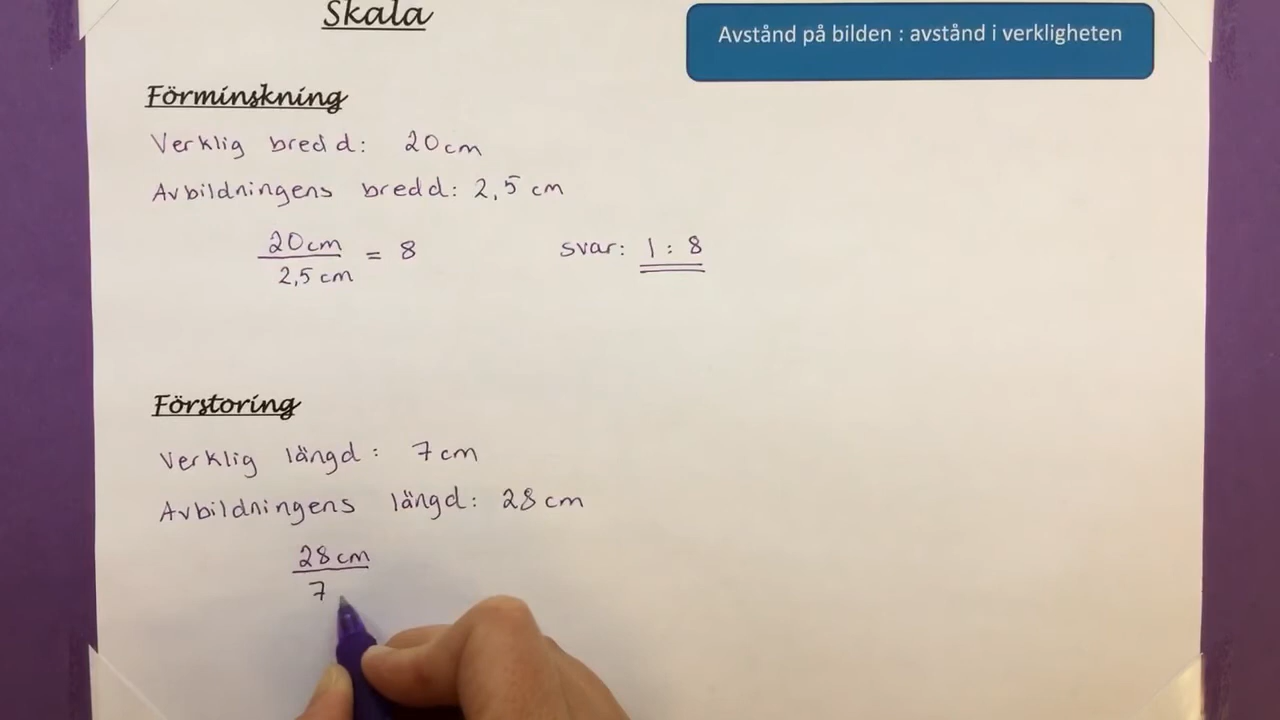 Skala
Avstånd på bilden : avstånd i verkligheten
Förminskning
Verklig bredd: 20 cm
Avbildningens bredd: 2,5 cm
20 cm
2,5 cm
= 8
svar: 1 : 8
Förstoring
Verklig längd: 7 cm
Avbildningens längd: 28 cm
28 cm
7